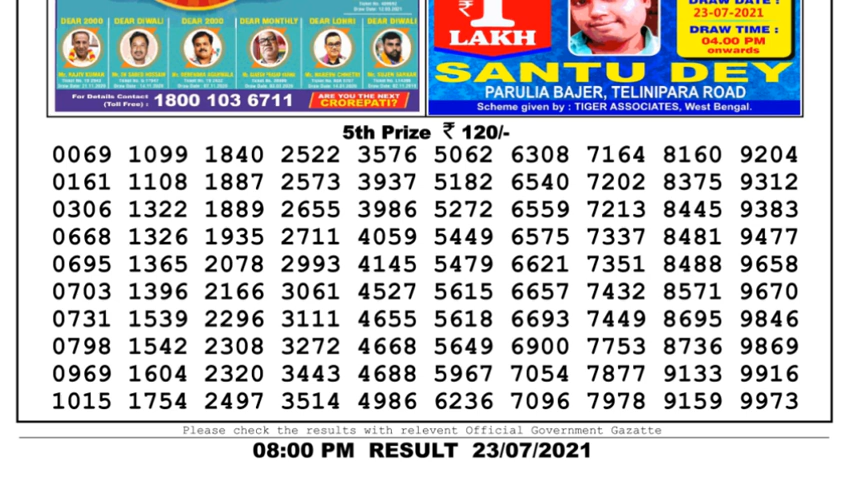 DEAR 2000 DEAR DIWALI DEAR 2000 DEAR MONTHLY DEAR LOHRI DEAR DIWALI
For Details Contact
(Toll Free) : 1800 103 6711
ARE YOU THE NEXT
CROREPATI?
₹ 1
LAKH
DRAW DATE :
23-07-2021
DRAW TIME :
04.00 PM
onwards
SANTU DEY
PARULIA BAJER, TELINIPARA ROAD
Scheme given by : TIGER ASSOCIATES, West Bengal.
5th Prize ₹ 120/-
0069 1099 1840 2522 3576 5062 6308 7164 8160 9204
0161 1108 1887 2573 3937 5182 6540 7202 8375 9312
0306 1322 1889 2655 3986 5272 6559 7213 8445 9383
0668 1326 1935 2711 4059 5449 6575 7337 8481 9477
0695 1365 2078 2993 4145 5479 6621 7351 8488 9658
0703 1396 2166 3061 4527 5615 6657 7432 8571 9670
0731 1539 2296 3111 4655 5618 6693 7449 8695 9846
0798 1542 2308 3272 4668 5649 6900 7753 8736 9869
0969 1604 2320 3443 4688 5967 7054 7877 9133 9916
1015 1754 2497 3514 4986 6236 7096 7978 9159 9973
Please check the results with relevent Official Government Gazatte
08:00 PM RESULT 23/07/2021